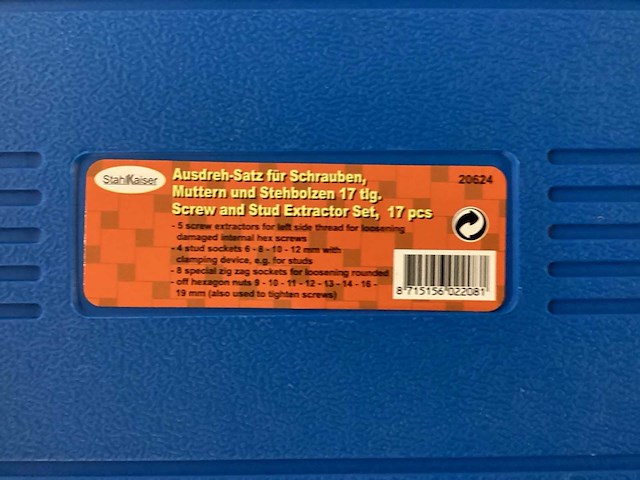 StahlKaiser
Ausdreh-Satz für Schrauben,
Muttern und Stehbolzen 17 tlg.
Screw and Stud Extractor Set, 17 pcs
20624
- 5 screw extractors for left side thread for loosening
damaged internal hex screws
- 4 stud sockets 6 - 8 - 10 - 12 mm with
clamping device, e.g. for studs
- 8 special zig zag sockets for loosening rounded
- off hexagon nuts 9 - 10 - 11 - 12 - 13 - 14 - 16 -
19 mm (also used to tighten screws)
8 715156 022081